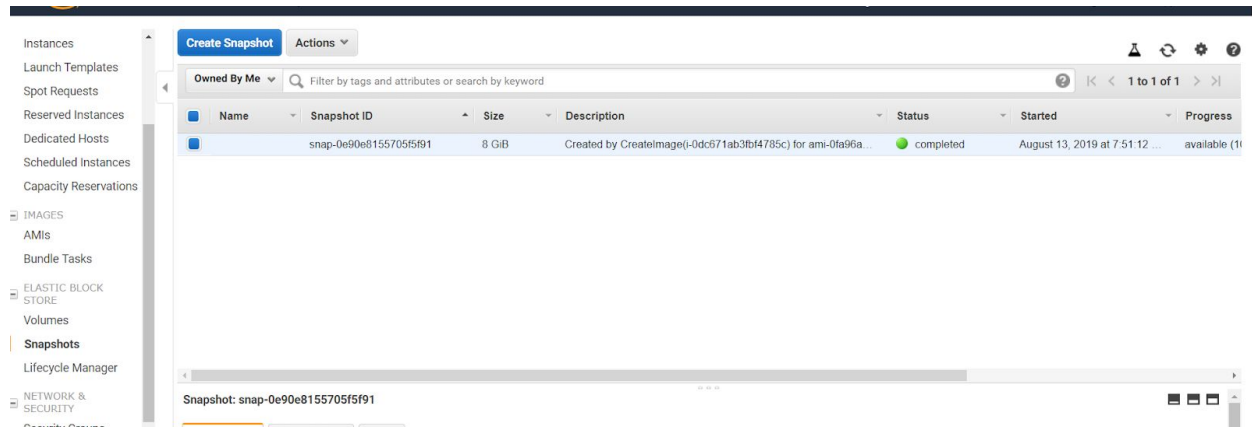 Instances
Launch Templates
Spot Requests
Reserved Instances
Dedicated Hosts
Scheduled Instances
Capacity Reservations
IMAGES
AMIs
Bundle Tasks
ELASTIC BLOCK
STORE
Volumes
Snapshots
Lifecycle Manager
NETWORK &
SECURITY
Create Snapshot Actions
Owned By Me Filter by tags and attributes or search by keyword 1 to 1 of 1
Name Snapshot ID Size Description Status Started Progress
snap-0e90e8155705f5f91 8 GiB Created by CreateImage(i-0dc671ab3fbf4785c) for ami-0fa96a... completed August 13, 2019 at 7:51:12 ... available (10
Snapshot: snap-0e90e8155705f5f91